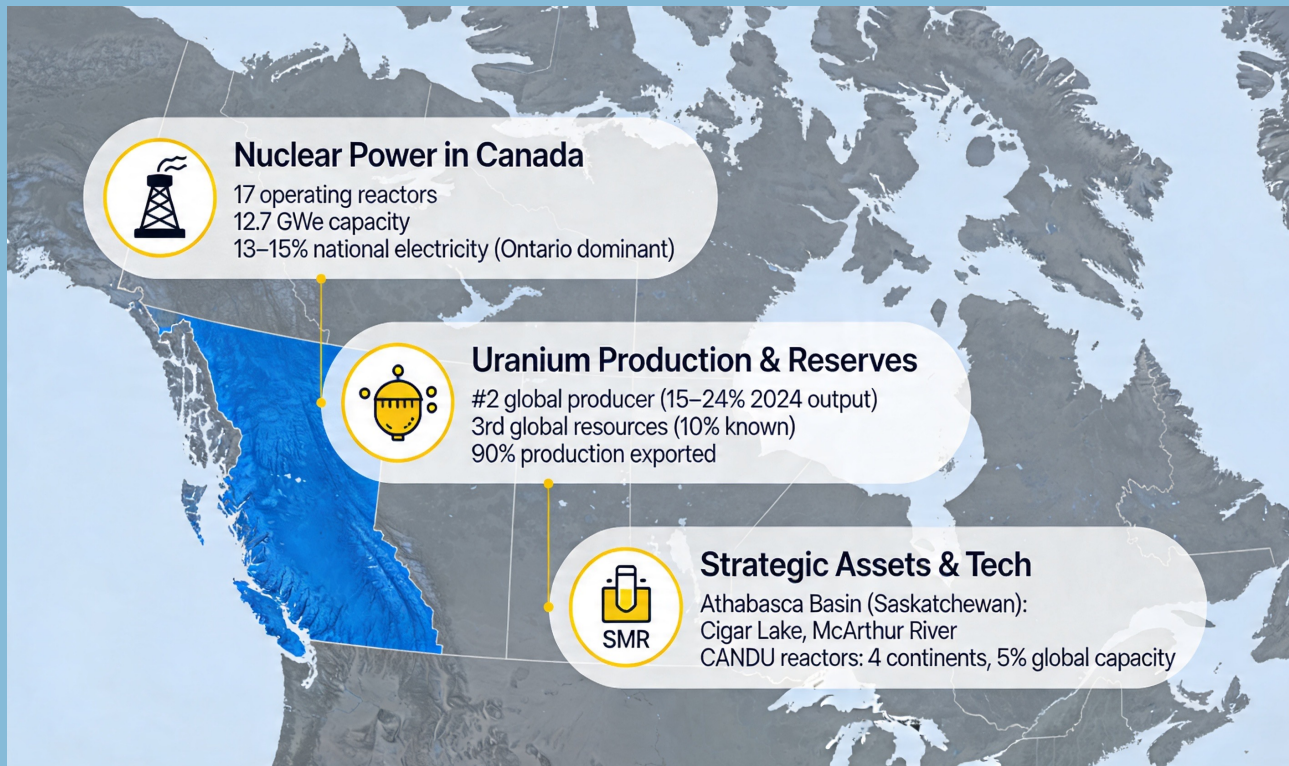 Nuclear Power in Canada
17 operating reactors
12.7 GWe capacity
13–15% national electricity (Ontario dominant)
Uranium Production & Reserves
#2 global producer (15–24% 2024 output)
3rd global resources (10% known)
90% production exported
SMR
Strategic Assets & Tech
Athabasca Basin (Saskatchewan):
Cigar Lake, McArthur River
CANDU reactors: 4 continents, 5% global capacity